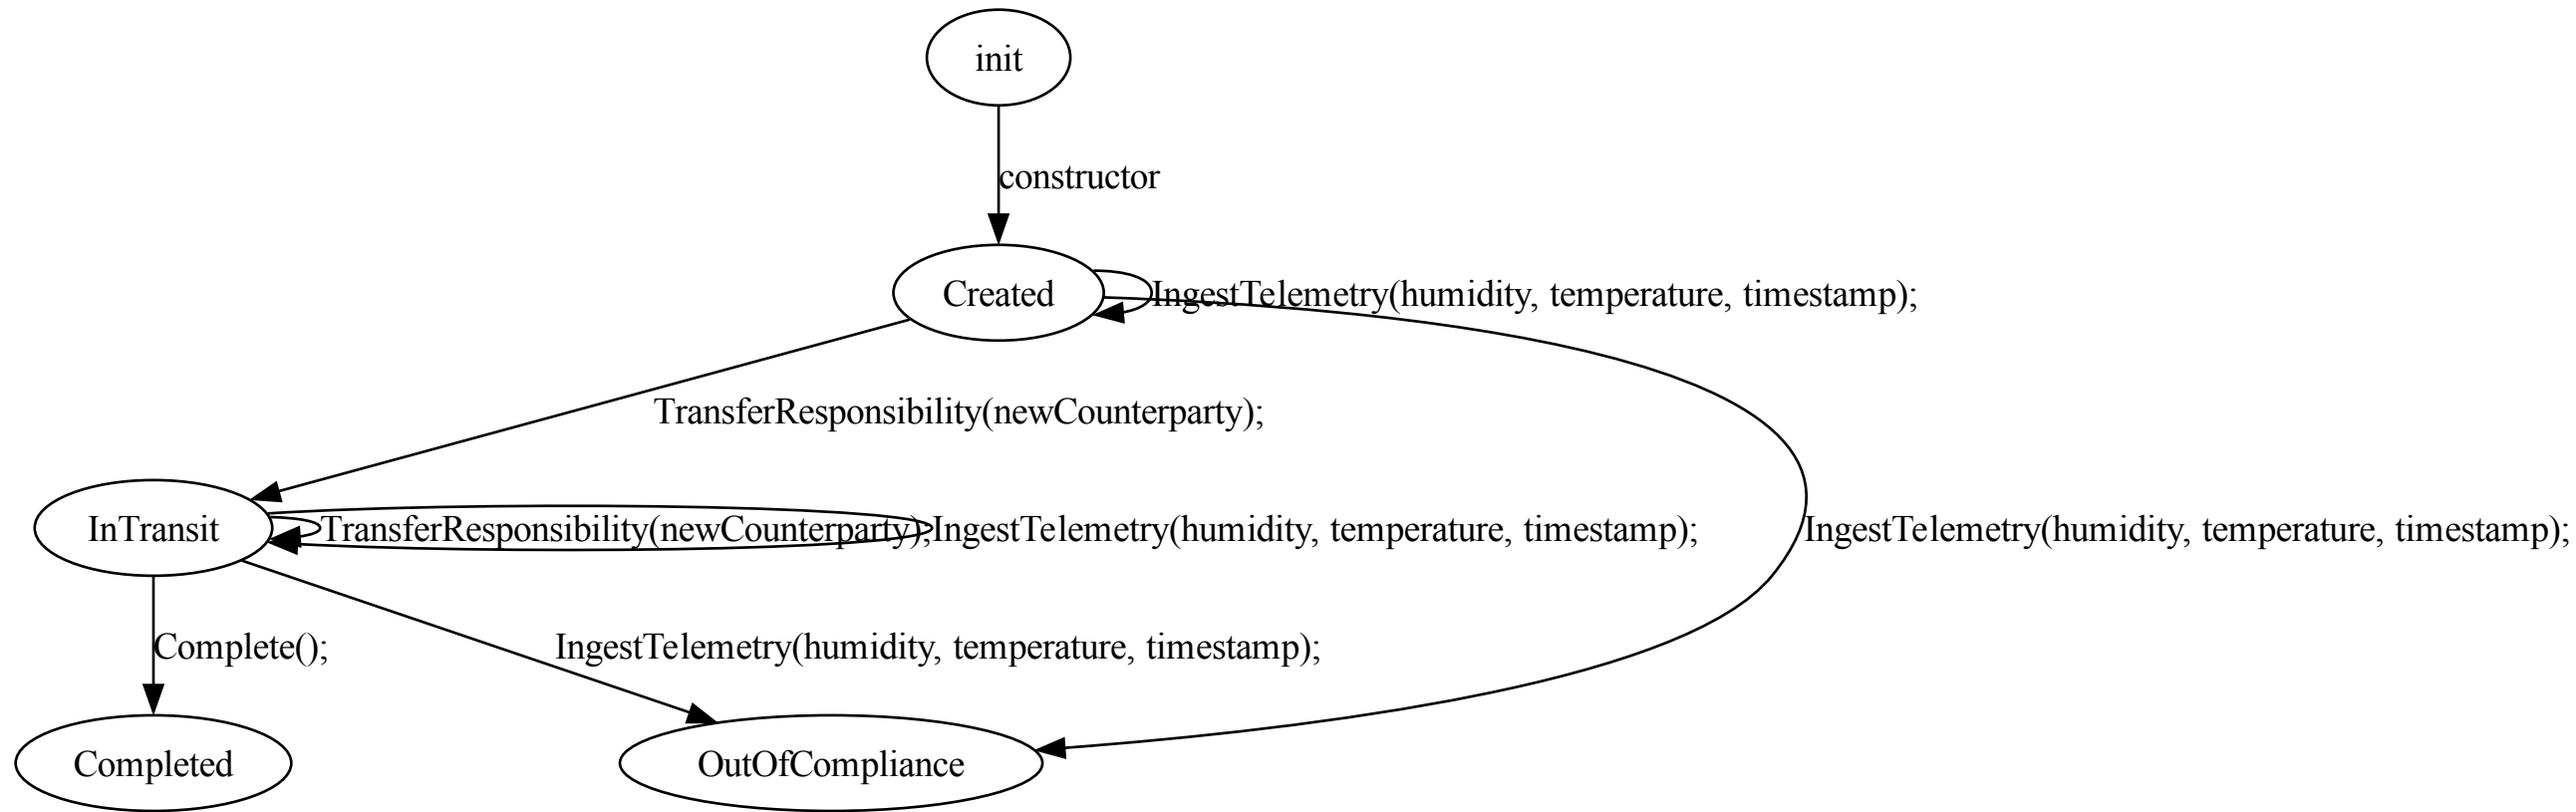 init
constructor
Created
IngestTelemetry(humidity, temperature, timestamp);
TransferResponsibility(newCounterparty);
InTransit
TransferResponsibility(newCounterparty);
IngestTelemetry(humidity, temperature, timestamp);
IngestTelemetry(humidity, temperature, timestamp);
Complete();
IngestTelemetry(humidity, temperature, timestamp);
Completed
OutOfCompliance